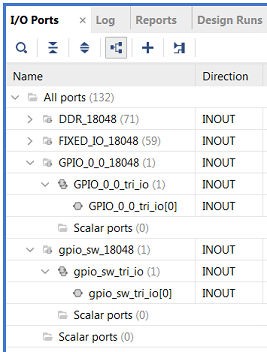 I/O Ports × Log Reports Design Runs
Name Direction
All ports (132)
DDR_18048 (71) INOUT
FIXED_IO_18048 (59) INOUT
GPIO_0_0_18048 (1) INOUT
GPIO_0_0_tri_io (1) INOUT
GPIO_0_0_tri_io[0] INOUT
Scalar ports (0)
gpio_sw_18048 (1) INOUT
gpio_sw_tri_io (1) INOUT
gpio_sw_tri_io[0] INOUT
Scalar ports (0)
Scalar ports (0)